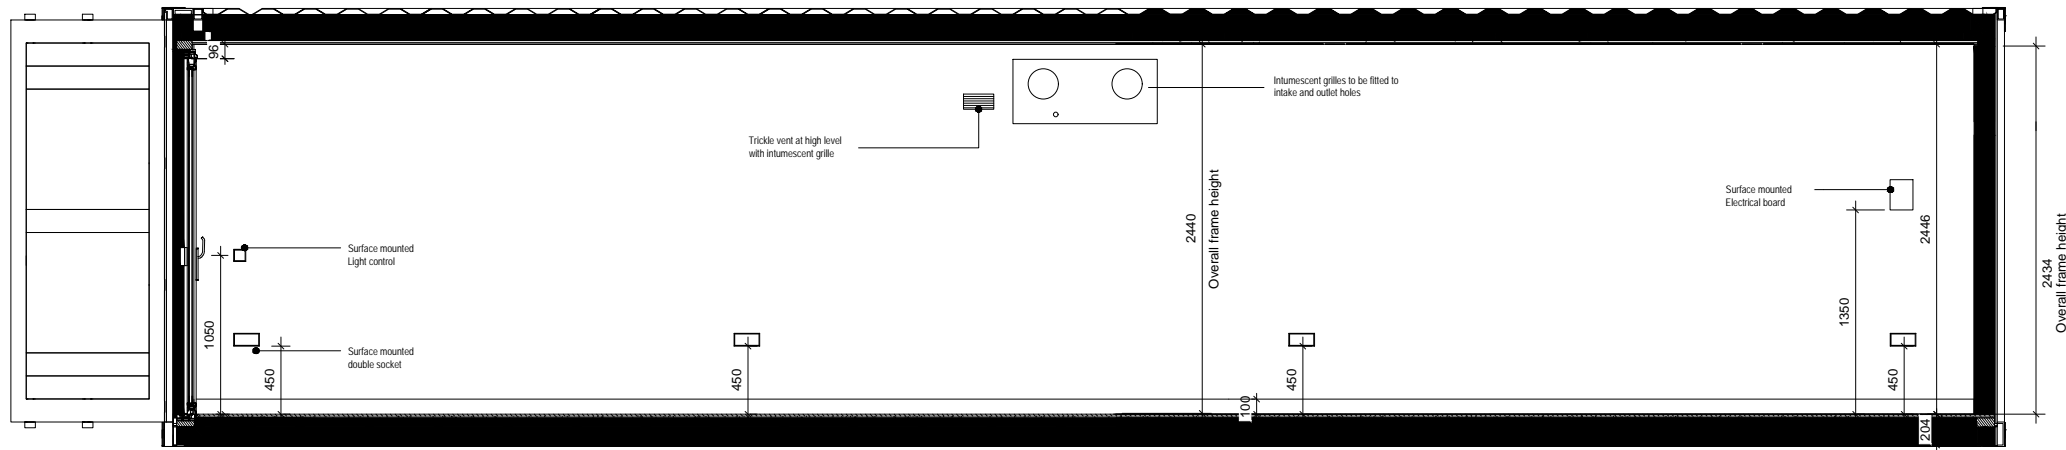 96
Intumescent grilles to be fitted to
intake and outlet holes
Trickle vent at high level
with intumescent grille
Surface mounted
Electrical board
2440
Overall frame height
2446
2434
Overall frame height
Surface mounted
Light control
1050
1350
Surface mounted
double socket
450
450
450
450
100
204